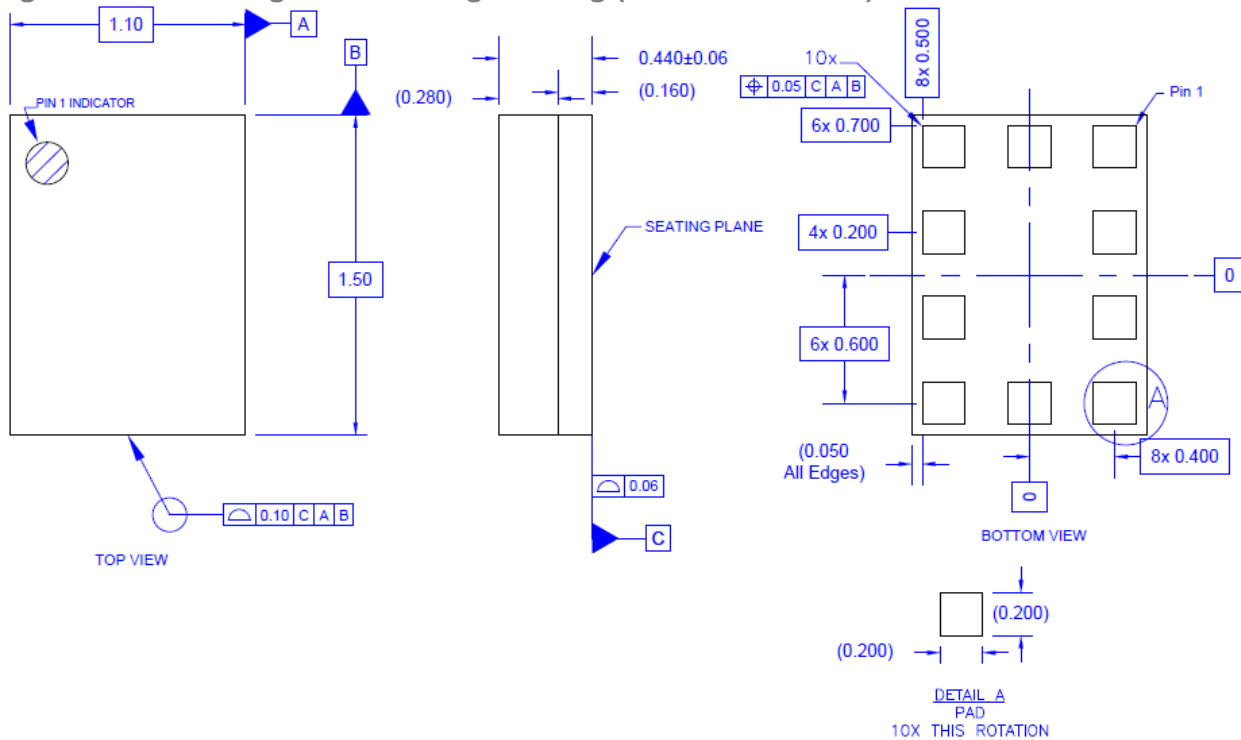 1.10
A
B
PIN 1 INDICATOR
1.50
0.10 C A B
TOP VIEW
0.440±0.06
(0.280)
(0.160)
SEATING PLANE
0.06
C
10x
8x 0.500
0.05 C A B
Pin 1
6x 0.700
4x 0.200
0
6x 0.600
A
(0.050
All Edges)
8x 0.400
0
BOTTOM VIEW
(0.200)
(0.200)
DETAIL A
PAD
10X THIS ROTATION